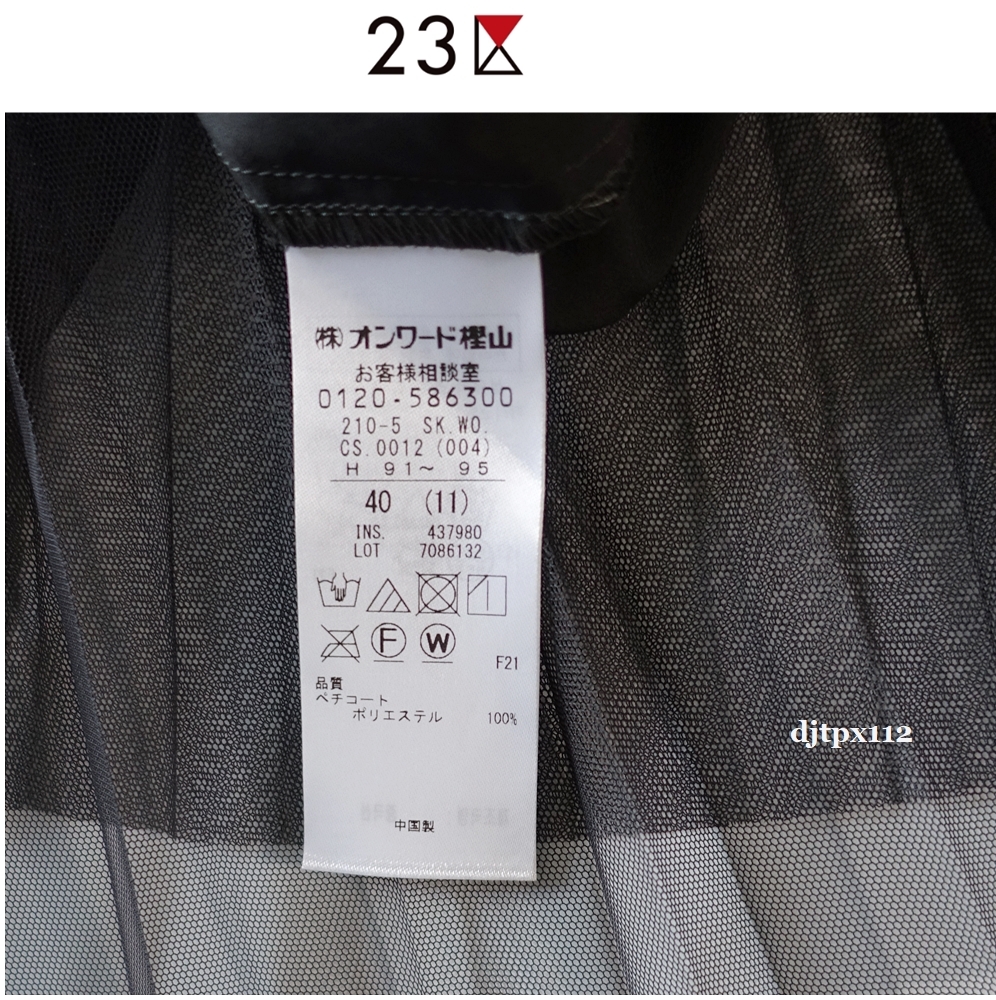 23区
㈱オンワード樫山
お客様相談室
0120-586300
210-5 SK.WO.
CS.0012 (004)
H 91～ 95
40 (11)
INS. 437980
LOT 7086132
F
W
F21
品質
ペチコート
ポリエステル 100%
中国製
djtpx112